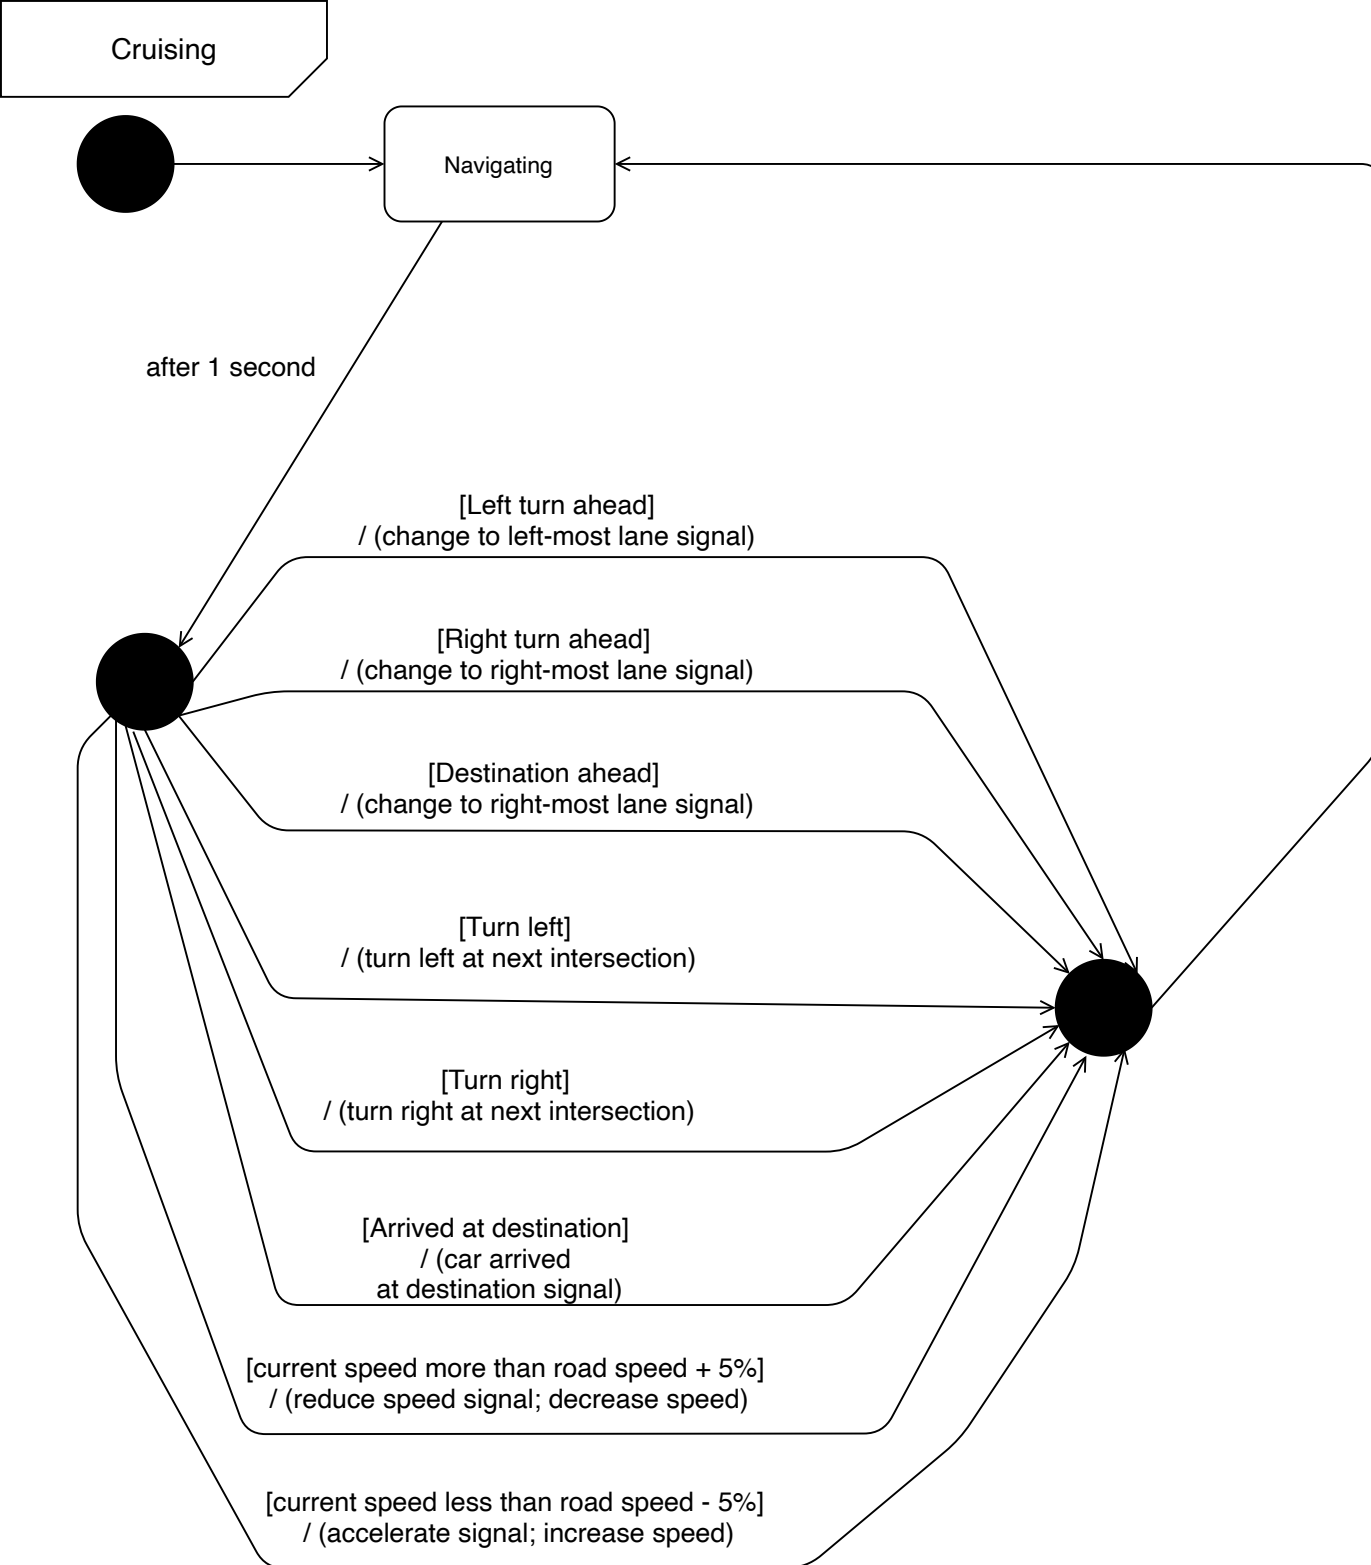 Cruising
Navigating
after 1 second
[Left turn ahead]
/ (change to left-most lane signal)
[Right turn ahead]
/ (change to right-most lane signal)
[Destination ahead]
/ (change to right-most lane signal)
[Turn left]
/ (turn left at next intersection)
[Turn right]
/ (turn right at next intersection)
[Arrived at destination]
/ (car arrived
at destination signal)
[current speed more than road speed + 5%]
/ (reduce speed signal; decrease speed)
[current speed less than road speed - 5%]
/ (accelerate signal; increase speed)